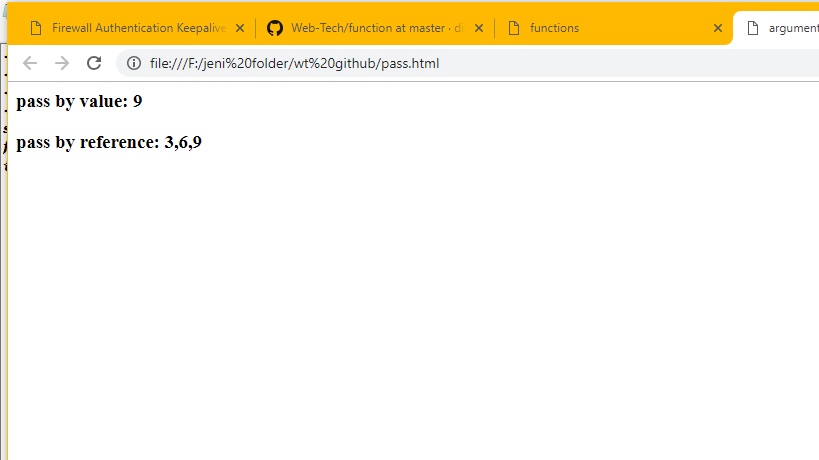 Firewall Authentication Keepalive
Web-Tech/function at master · di
functions
argument
file:///F:/jeni%20folder/wt%20github/pass.html
pass by value: 9
pass by reference: 3,6,9